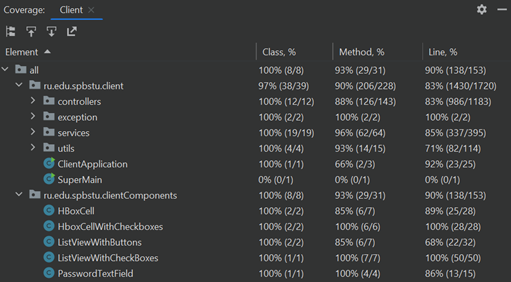 Coverage: Client
Element Class, % Method, % Line, %
all 100% (8/8) 93% (29/31) 90% (138/153)
ru.edu.spbstu.client 97% (38/39) 90% (206/228) 83% (1430/1720)
controllers 100% (12/12) 88% (126/143) 83% (986/1183)
exception 100% (2/2) 100% (2/2) 100% (2/2)
services 100% (19/19) 96% (62/64) 85% (337/395)
utils 100% (4/4) 93% (14/15) 71% (82/114)
ClientApplication 100% (1/1) 66% (2/3) 92% (23/25)
SuperMain 0% (0/1) 0% (0/1) 0% (0/1)
ru.edu.spbstu.clientComponents 100% (8/8) 93% (29/31) 90% (138/153)
HBoxCell 100% (2/2) 85% (6/7) 89% (25/28)
HboxCellWithCheckboxes 100% (2/2) 100% (6/6) 100% (28/28)
ListViewWithButtons 100% (2/2) 85% (6/7) 68% (22/32)
ListViewWithCheckBoxes 100% (1/1) 100% (7/7) 100% (50/50)
PasswordTextField 100% (1/1) 100% (4/4) 86% (13/15)